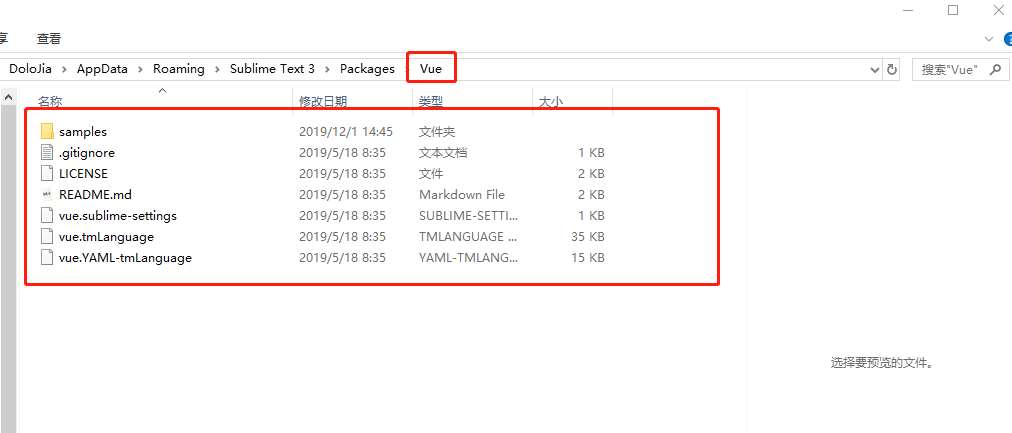 享 查看
DoloJia > AppData > Roaming > Sublime Text 3 > Packages > Vue 搜索"Vue"
名称 修改日期 类型 大小
samples 2019/12/1 14:45 文件夹
.gitignore 2019/5/18 8:35 文本文档 1 KB
LICENSE 2019/5/18 8:35 文件 2 KB
README.md 2019/5/18 8:35 Markdown File 2 KB
vue.sublime-settings 2019/5/18 8:35 SUBLIME-SETTI... 1 KB
vue.tmLanguage 2019/5/18 8:35 TMLANGUAGE ... 35 KB
vue.YAML-tmLanguage 2019/5/18 8:35 YAML-TMLANG... 15 KB
选择要预览的文件。